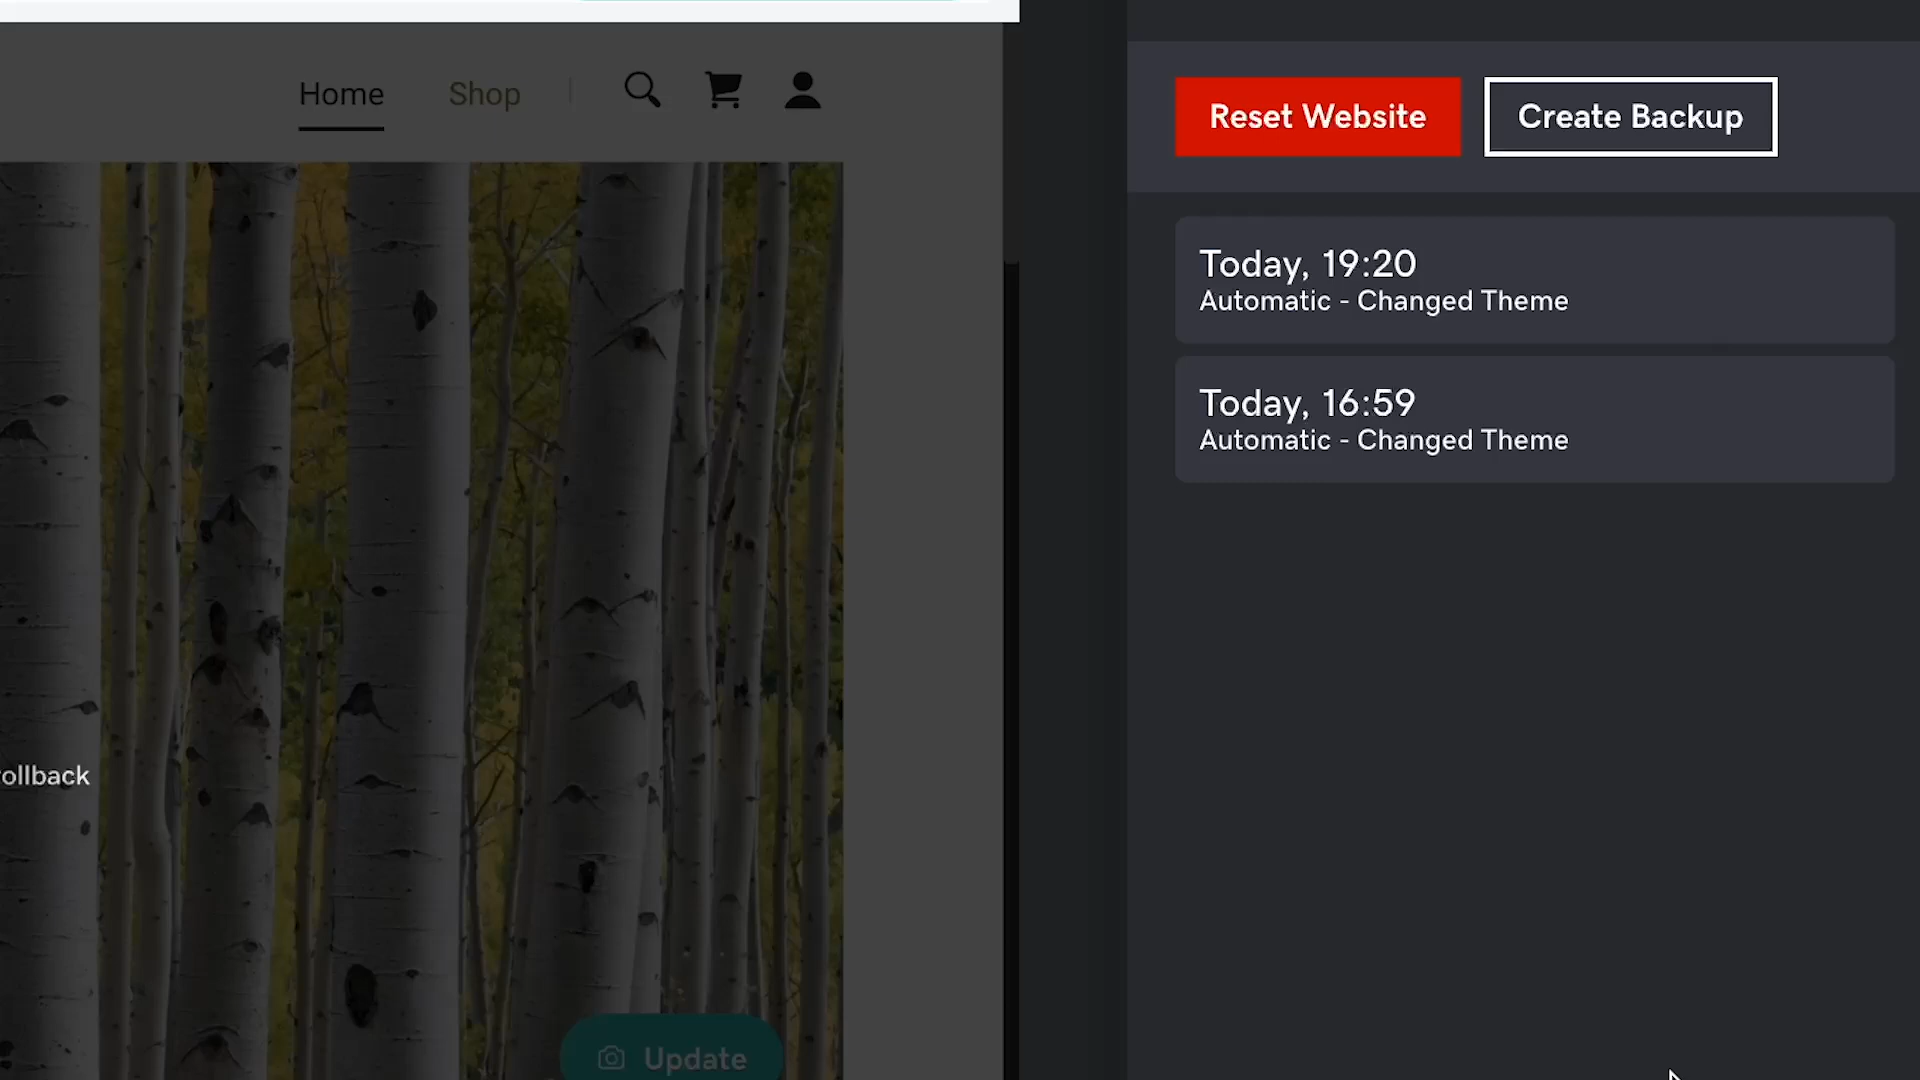 Home Shop
Reset Website
Create Backup
Today, 19:20
Automatic - Changed Theme
Today, 16:59
Automatic - Changed Theme
ollback
Update